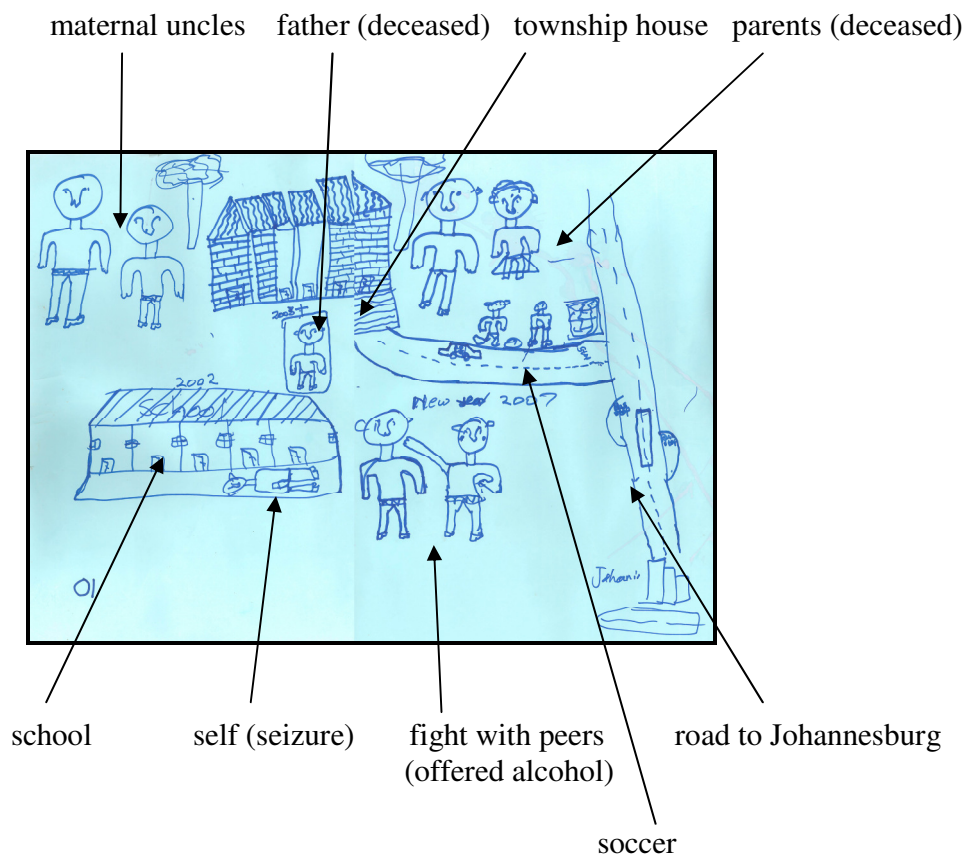 maternal uncles father (deceased) township house parents (deceased)
2003 +
2002
School
New year 2007
01
school self (seizure) fight with peers road to Johannesburg
(offered alcohol)
soccer